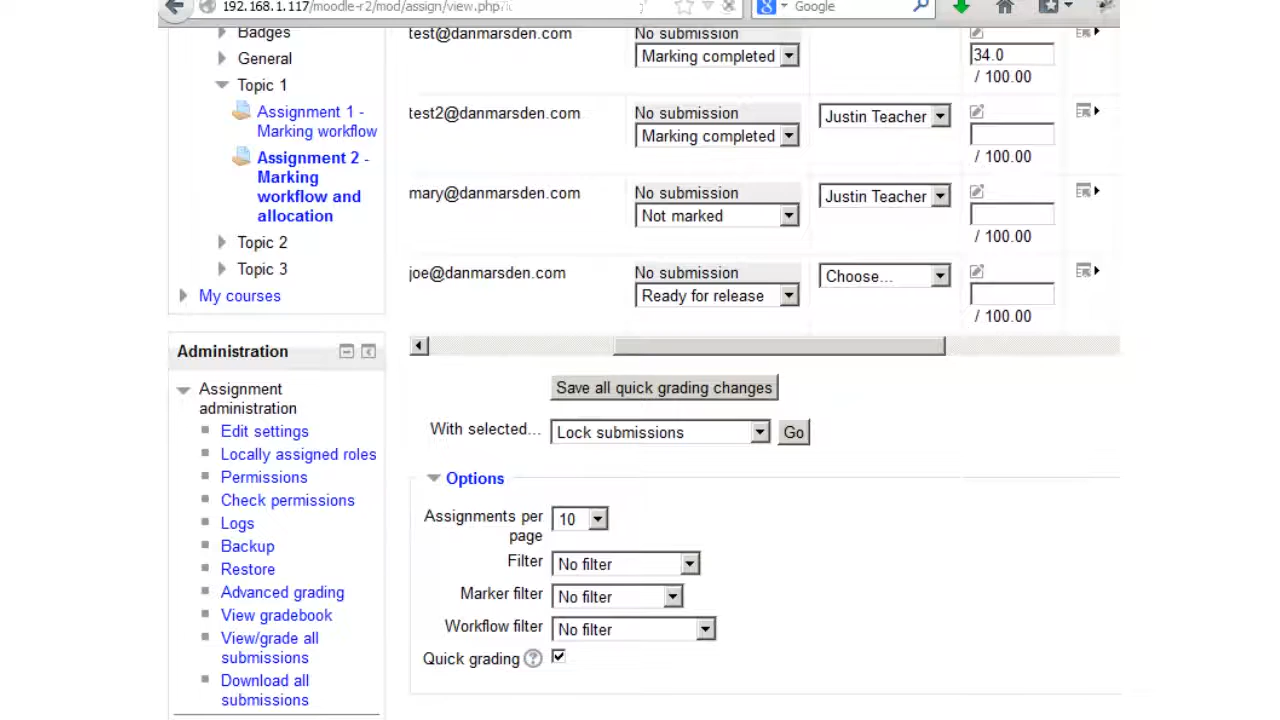 192.168.1.117/moodle-r2/mod/assign/view.php
Google
Badges
General
Topic 1
Assignment 1 -
Marking workflow
Assignment 2 -
Marking
workflow and
allocation
Topic 2
Topic 3
My courses
test@danmarsden.com
No submission
Marking completed
34.0
/ 100.00
test2@danmarsden.com
No submission
Marking completed
Justin Teacher
/ 100.00
mary@danmarsden.com
No submission
Not marked
Justin Teacher
/ 100.00
joe@danmarsden.com
No submission
Ready for release
Choose...
/ 100.00
Administration
Assignment
administration
Edit settings
Locally assigned roles
Permissions
Check permissions
Logs
Backup
Restore
Advanced grading
View gradebook
View/grade all
submissions
Download all
submissions
Save all quick grading changes
With selected... Lock submissions Go
Options
Assignments per
page
10
Filter No filter
Marker filter No filter
Workflow filter No filter
Quick grading ?